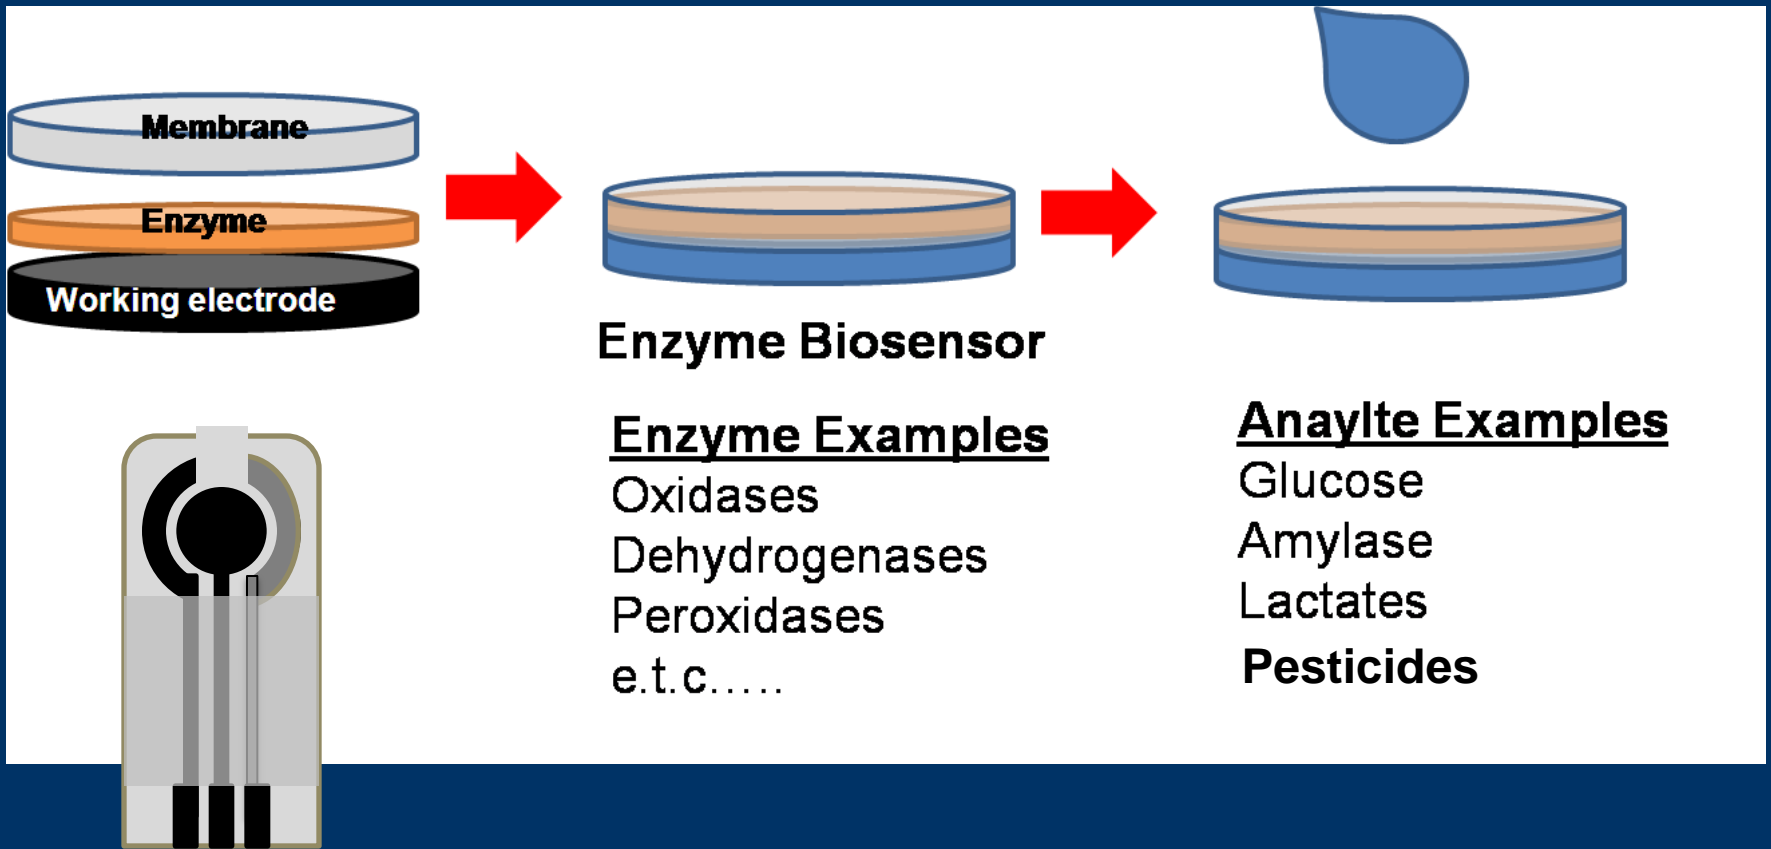 Membrane
Enzyme
Working electrode
Enzyme Biosensor
Enzyme Examples
Oxidases
Dehydrogenases
Peroxidases
e.t.c.....
Anaylte Examples
Glucose
Amylase
Lactates
Pesticides